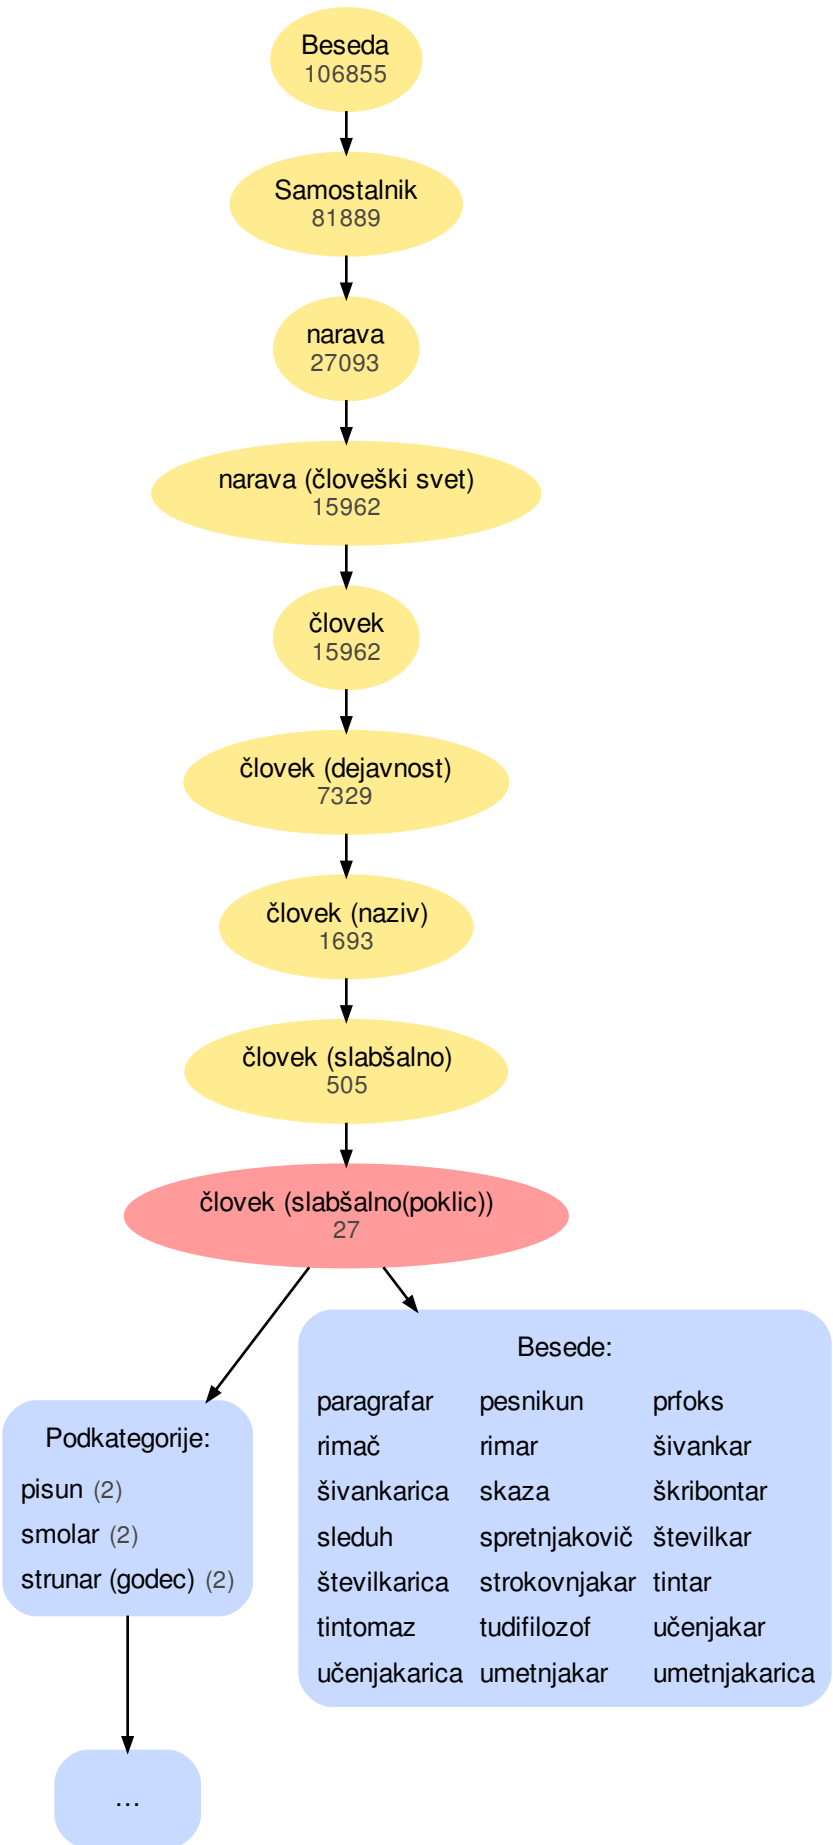 Beseda
106855
Samostalnik
81889
narava
27093
narava (človeški svet)
15962
človek
15962
človek (dejavnost)
7329
človek (naziv)
1693
človek (slabšalno)
505
človek (slabšalno(poklic))
27
Podkategorije:
pisun (2)
smolar (2)
strunar (godec) (2)
...
Besede:
paragrafar pesnikun prfoks
rimač rimar šivankar
šivankarica skaza škribontar
sleduh spretnjakovič številkar
številkarica strokovnjakar tintar
tintomaz tudifilozof učenjakar
učenjakarica umetnjakar umetnjakarica